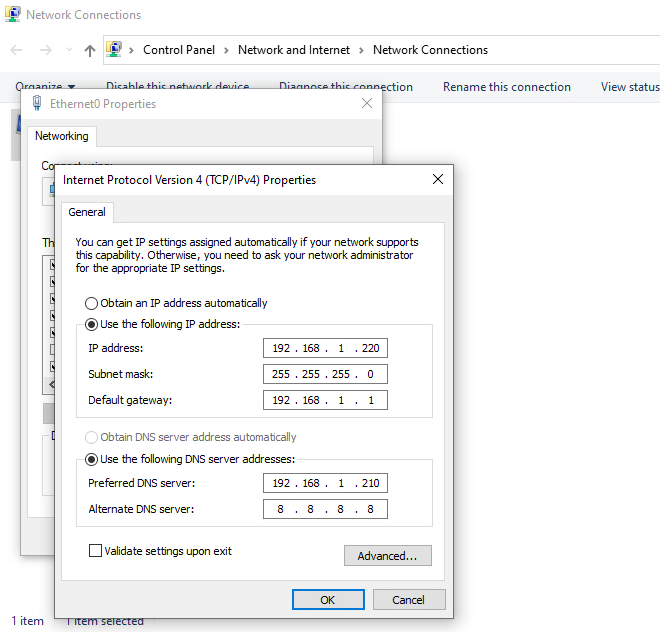 Network Connections
Control Panel > Network and Internet > Network Connections
Organize Disable this network device Diagnose this connection Rename this connection View status
Ethernet0 Properties
Networking
Internet Protocol Version 4 (TCP/IPv4) Properties
General
You can get IP settings assigned automatically if your network supports
this capability. Otherwise, you need to ask your network administrator
for the appropriate IP settings.
Obtain an IP address automatically
Use the following IP address:
IP address: 192 . 168 . 1 . 220
Subnet mask: 255 . 255 . 255 . 0
Default gateway: 192 . 168 . 1 . 1
Obtain DNS server address automatically
Use the following DNS server addresses:
Preferred DNS server: 192 . 168 . 1 . 210
Alternate DNS server: 8 . 8 . 8 . 8
Validate settings upon exit
Advanced...
OK Cancel
1 item 1 item selected